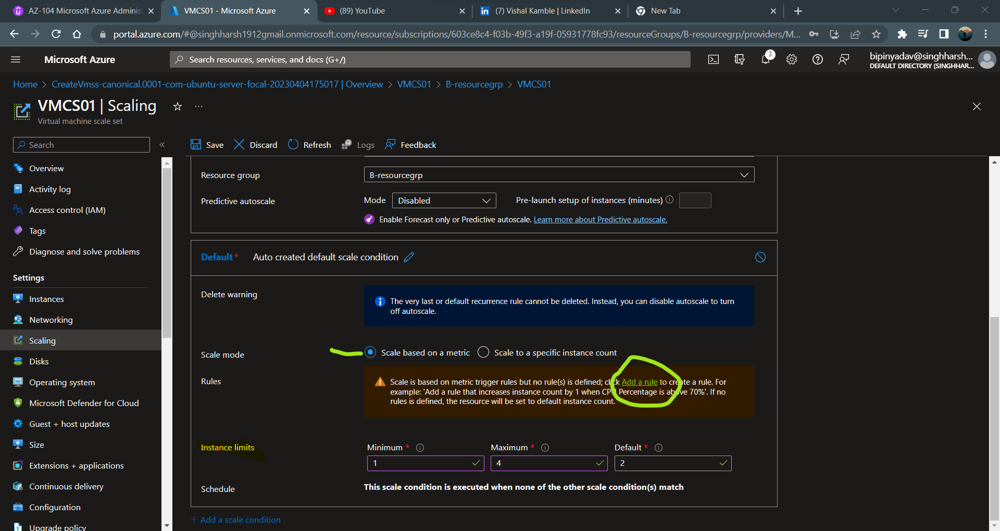 AZ-104 Microsoft Azure Adminis
VMCS01 - Microsoft Azure
(89) YouTube
(7) Vishal Kamble | LinkedIn
New Tab
portal.azure.com/#@singhharsh1912gmail.onmicrosoft.com/resource/subscriptions/603ce8c4-f03b-49f3-a19f-05931778fc93/resourceGroups/B-resourcegrp/providers/M...
Microsoft Azure
Search resources, services, and docs (G+/)
3
bipinyadav@singhharsh...
DEFAULT DIRECTORY (SINGHHAR...
Home > CreateVmss-canonical.0001-com-ubuntu-server-focal-20230404175017 | Overview > VMCS01 > B-resourcegrp > VMCS01
VMCS01 | Scaling
Virtual machine scale set
Search
Save
Discard
Refresh
Logs
Feedback
Overview
Activity log
Access control (IAM)
Tags
Diagnose and solve problems
Settings
Instances
Networking
Scaling
Disks
Operating system
Microsoft Defender for Cloud
Guest + host updates
Size
Extensions + applications
Continuous delivery
Configuration
Upgrade policy
Resource group
B-resourcegrp
Predictive autoscale
Mode
Disabled
Pre-launch setup of instances (minutes)
Enable Forecast only or Predictive autoscale. Learn more about Predictive autoscale.
Default* Auto created default scale condition
Delete warning
The very last or default recurrence rule cannot be deleted. Instead, you can disable autoscale to turn
off autoscale.
Scale mode
Scale based on a metric
Scale to a specific instance count
Rules
Scale is based on metric trigger rules but no rule(s) is defined; click Add a rule to create a rule. For
example: 'Add a rule that increases instance count by 1 when CPU Percentage is above 70%'. If no
rules is defined, the resource will be set to default instance count.
Instance limits
Minimum *
Maximum *
Default *
1
4
2
Schedule
This scale condition is executed when none of the other scale condition(s) match
+ Add a scale condition